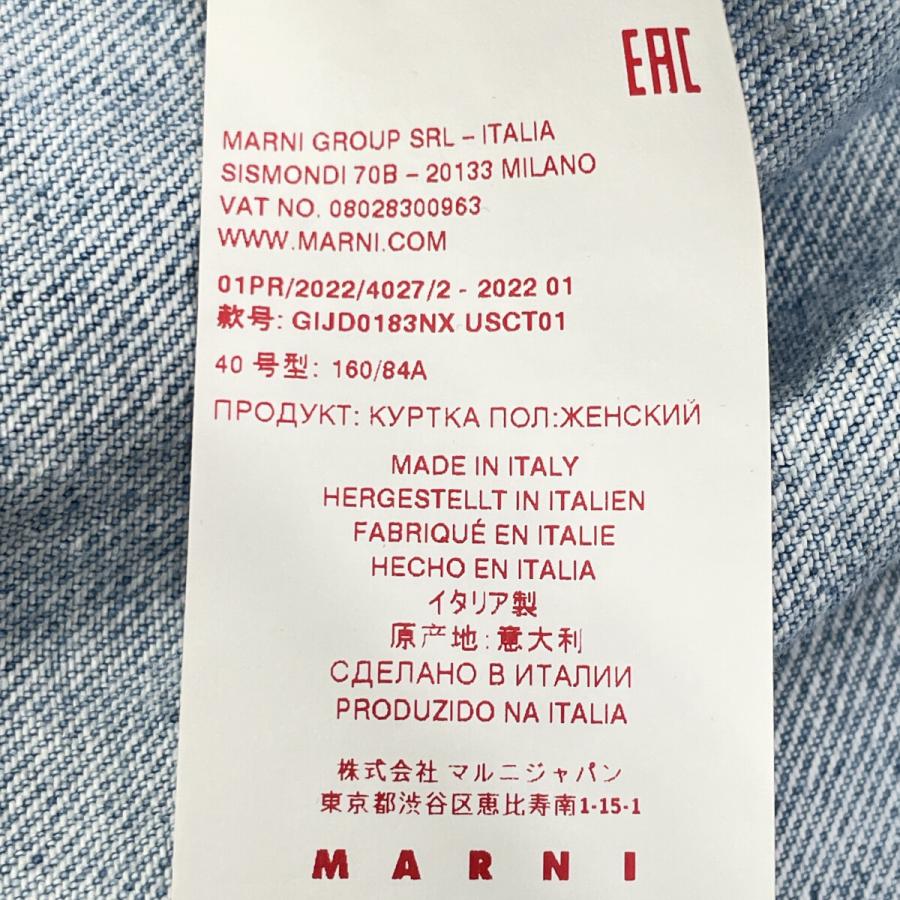 EAC
MARNI GROUP SRL – ITALIA
SISMONDI 70B – 20133 MILANO
VAT NO. 08028300963
WWW.MARNI.COM
01PR/2022/4027/2 - 2022 01
款号: GIJD0183NX USCT01
40 号型: 160/84A
ПРОДУКТ: КУРТКА ПОЛ:ЖЕНСКИЙ
MADE IN ITALY
HERGESTELLT IN ITALIEN
FABRIQUÉ EN ITALIE
HECHO EN ITALIA
イタリア製
原产地:意大利
СДЕЛАНО В ИТАЛИИ
PRODUZIDO NA ITALIA
株式会社 マルニジャパン
東京都渋谷区恵比寿南1-15-1
MARNI